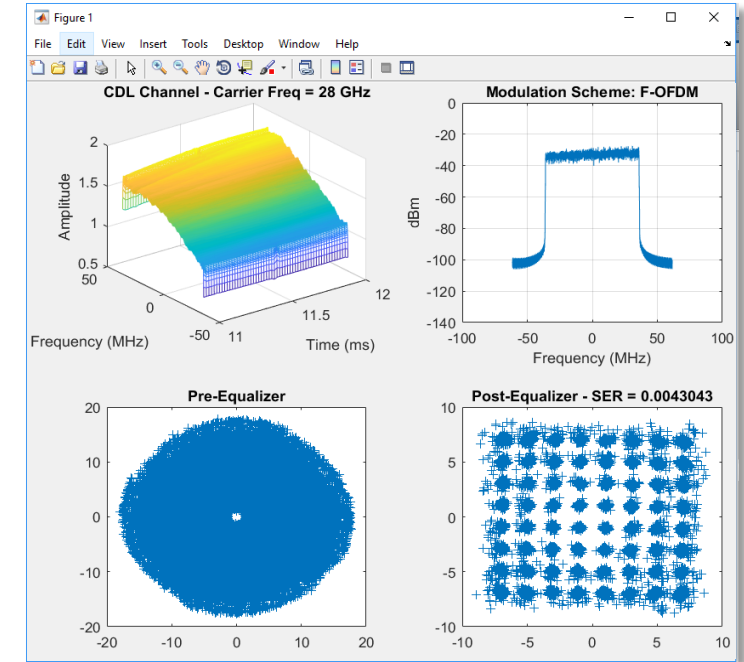 Figure 1
File Edit View Insert Tools Desktop Window Help
CDL Channel - Carrier Freq = 28 GHz
2
1.5
1
0.5
Amplitude
50
0
-50
Frequency (MHz)
11
11.5
12
Time (ms)
Modulation Scheme: F-OFDM
0
-20
-40
-60
-80
-100
-120
-140
dBm
-100 -50 0 50 100
Frequency (MHz)
Pre-Equalizer
20
10
0
-10
-20
-20 -10 0 10 20
Post-Equalizer - SER = 0.0043043
10
5
0
-5
-10
-10 -5 0 5 10